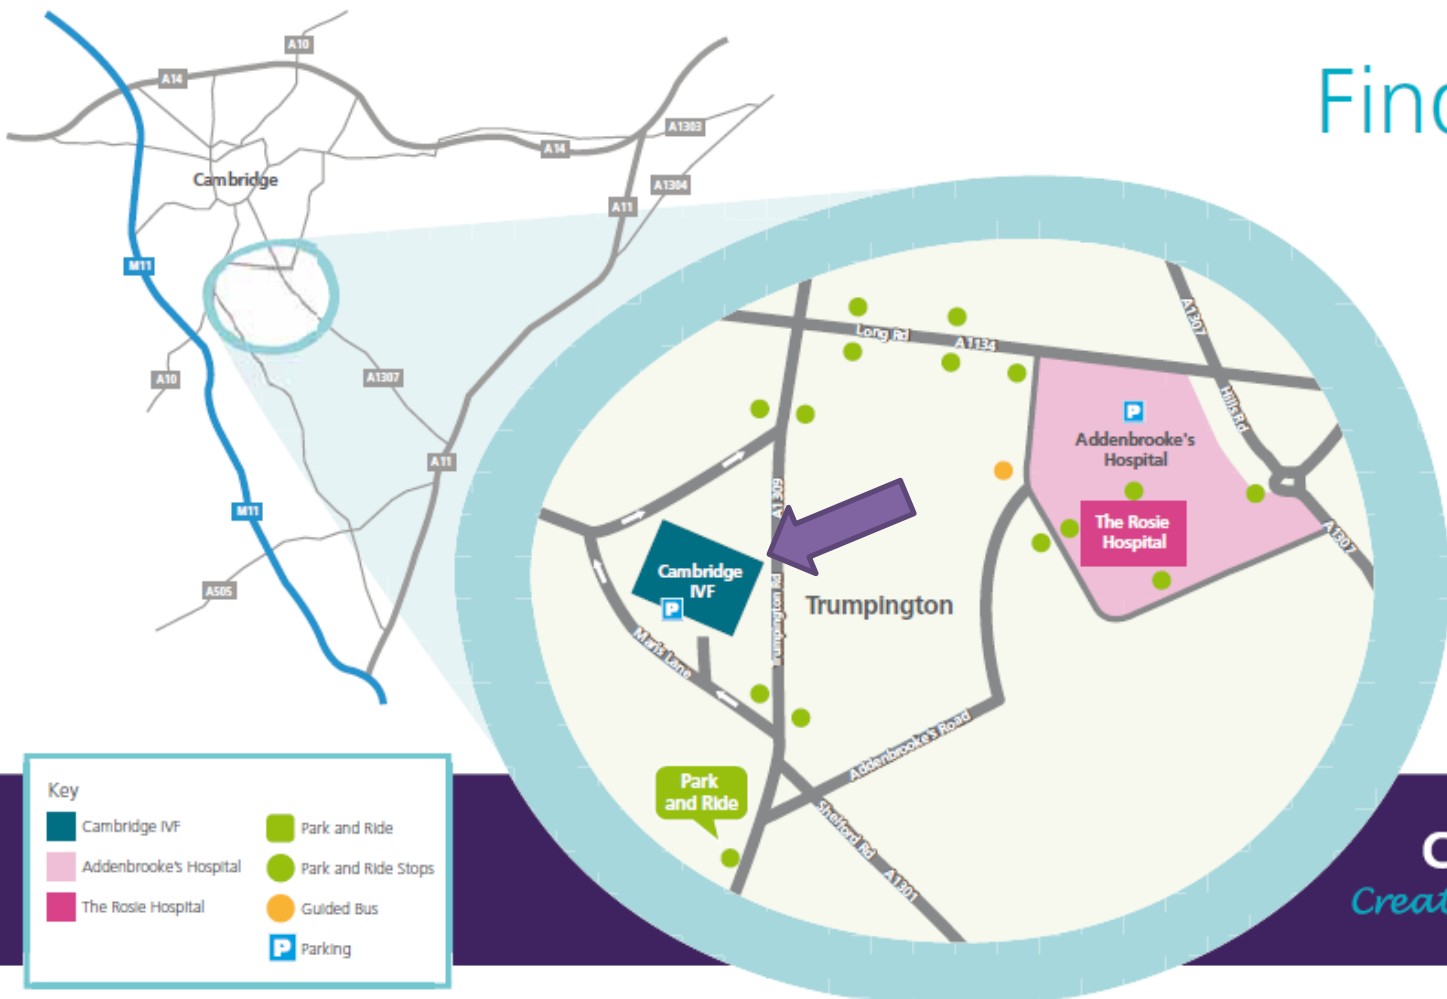 A10
A14
Find
A1303
A14
Cambridge
A1304
A11
M11
A10
A1307
A11
M11
A505
A1307
Long Rd
A1134
Hills Rd
Addenbrooke's
Hospital
P
A1309
The Rosie
Hospital
A1307
Cambridge
IVF
P
Trumpington Rd
Trumpington
Maris Lane
Addenbrooke's Road
Park
and Ride
Shelford Rd
A1301
Key
Cambridge IVF
Addenbrooke's Hospital
The Rosie Hospital
Park and Ride
Park and Ride Stops
Guided Bus
P Parking
Creat